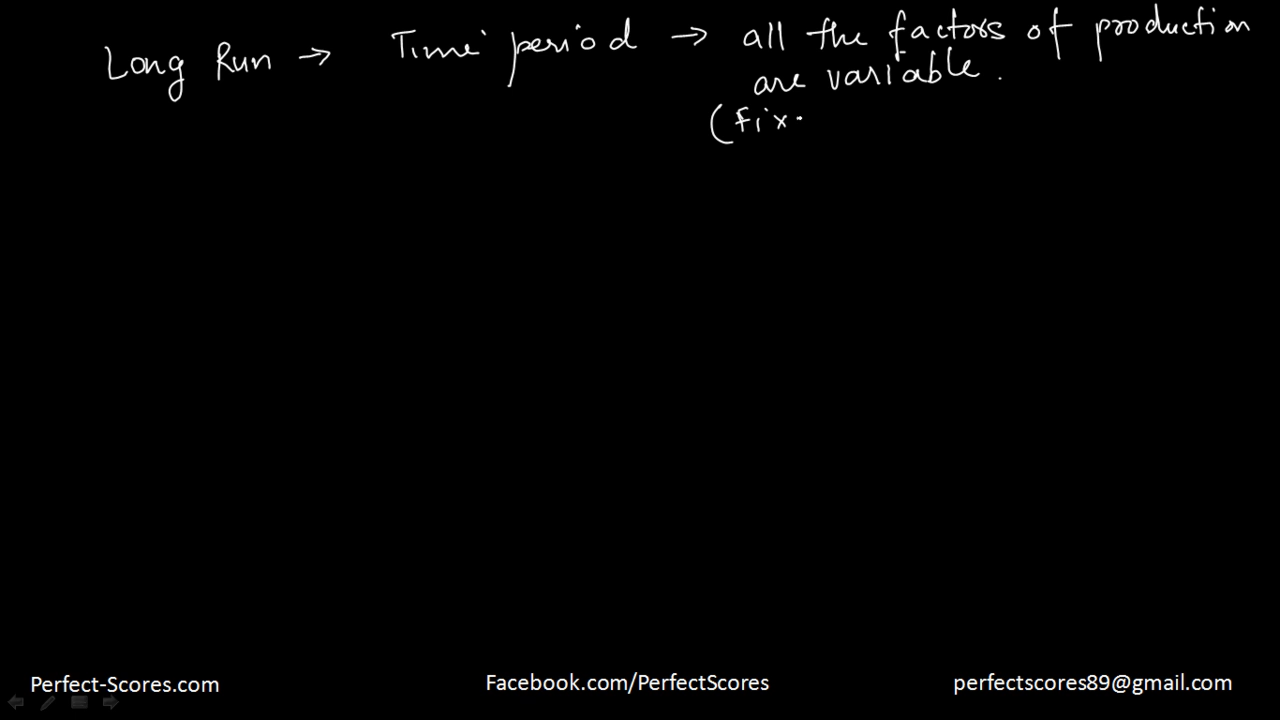 Long Run → Time period → all the factors of production
are variable.
(fix.
Perfect-Scores.com
Facebook.com/PerfectScores
perfectscores89@gmail.com